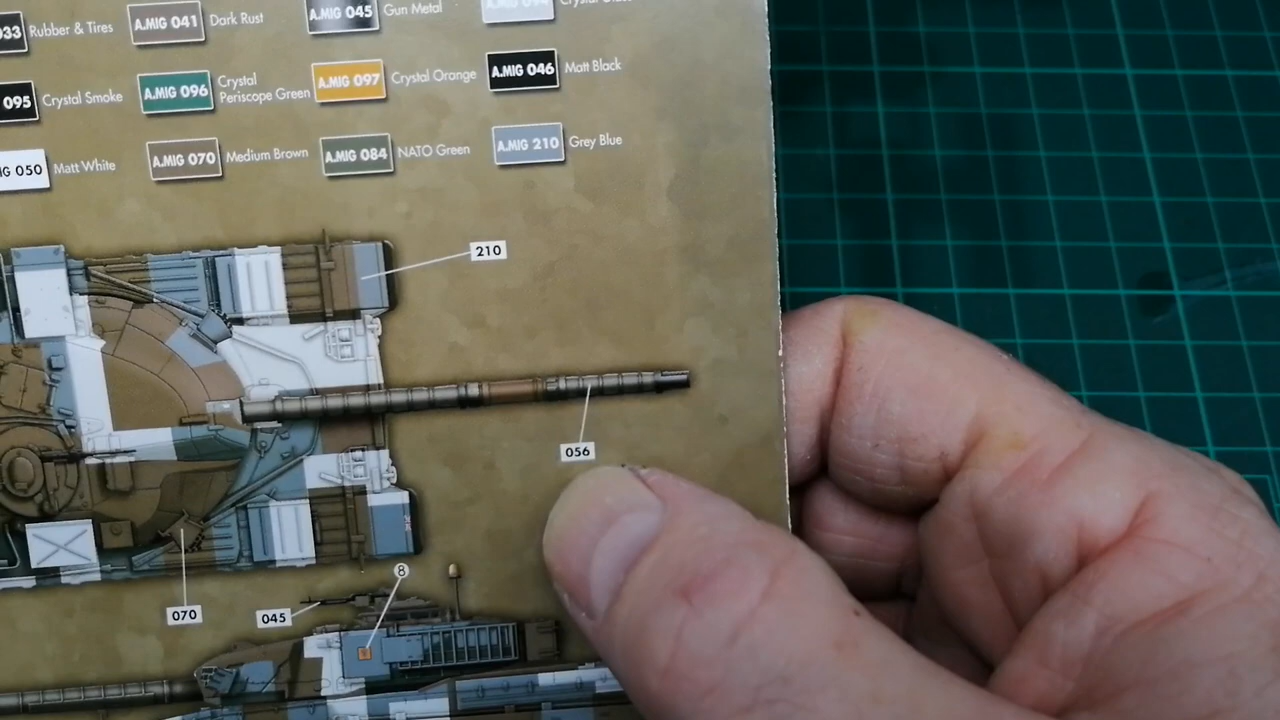 033 Rubber & Tires A.MIG 041 Dark Rust A.MIG 045 Gun Metal
095 Crystal Smoke A.MIG 096 Crystal Periscope Green A.MIG 097 Crystal Orange A.MIG 046 Matt Black
MIG 050 Matt White A.MIG 070 Medium Brown A.MIG 084 NATO Green A.MIG 210 Grey Blue
210
056
070
045
8